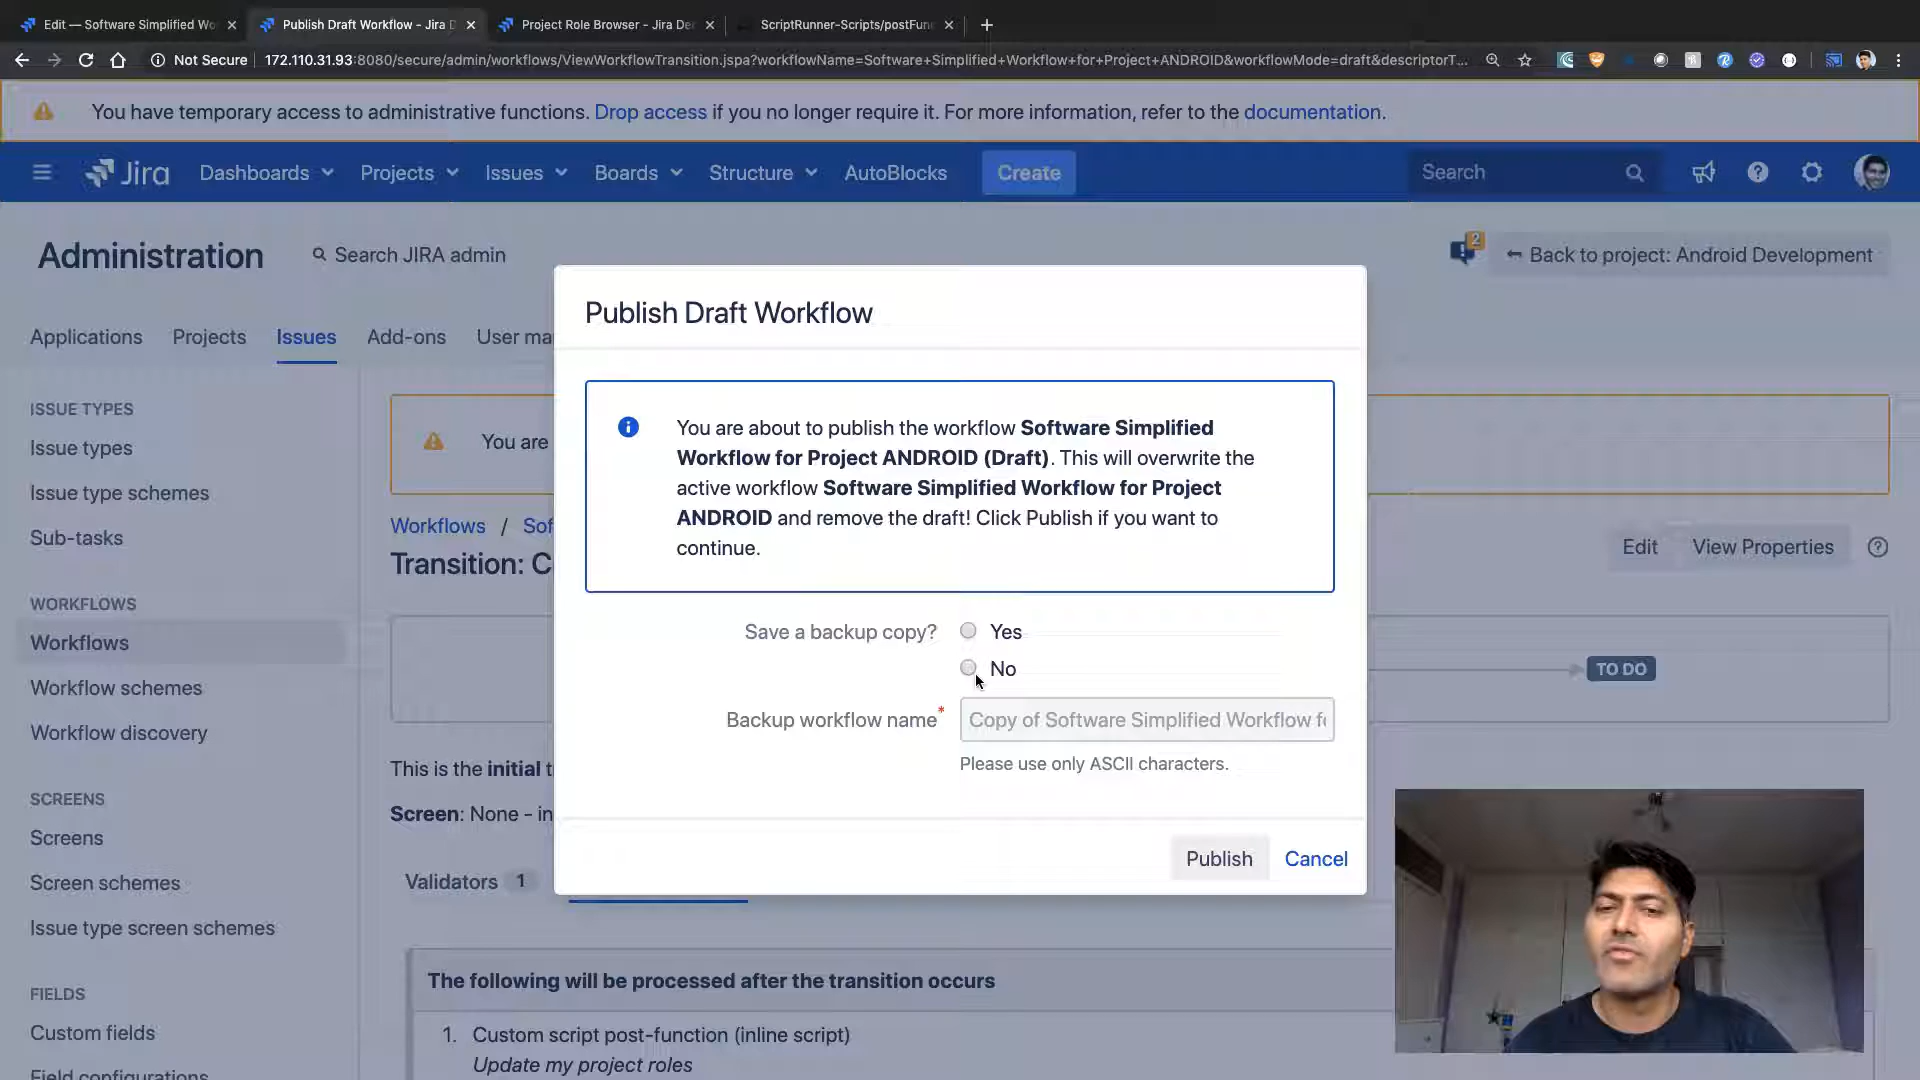 Edit — Software Simplified Wo
Publish Draft Workflow - Jira D
Project Role Browser - Jira De
ScriptRunner-Scripts/postFun
Not Secure
172.110.31.93:8080/secure/admin/workflows/ViewWorkflowTransition.jspa?workflowName=Software+Simplified+Workflow+for+Project+ANDROID&workflowMode=draft&descriptorT...
You have temporary access to administrative functions. Drop access if you no longer require it. For more information, refer to the documentation.
Jira
Dashboards
Projects
Issues
Boards
Structure
AutoBlocks
Create
Search
Administration
Search JIRA admin
2
Back to project: Android Development
Applications
Projects
Issues
Add-ons
User ma
ISSUE TYPES
Issue types
Issue type schemes
Sub-tasks
WORKFLOWS
Workflows
Workflow schemes
Workflow discovery
SCREENS
Screens
Screen schemes
Issue type screen schemes
FIELDS
Custom fields
Field configurations
You are
Workflows / Sof
Transition: C
Edit
View Properties
TO DO
This is the initial t
Screen: None - in
Validators 1
The following will be processed after the transition occurs
1. Custom script post-function (inline script)
Update my project roles
Publish Draft Workflow
You are about to publish the workflow Software Simplified
Workflow for Project ANDROID (Draft). This will overwrite the
active workflow Software Simplified Workflow for Project
ANDROID and remove the draft! Click Publish if you want to
continue.
Save a backup copy?
Yes
No
Backup workflow name*
Copy of Software Simplified Workflow fo
Please use only ASCII characters.
Publish
Cancel